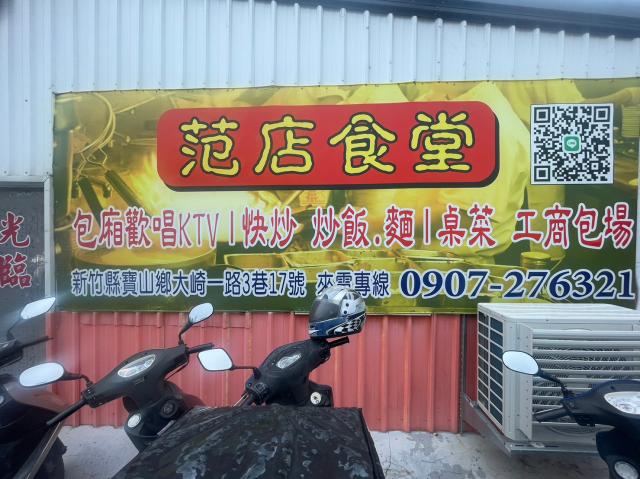 范店食堂
包廂歡唱KTV|快炒 炒飯.麵|桌菜 工商包場
新竹縣寶山鄉大崎一路3巷17號 來電專線 0907-276321
光臨